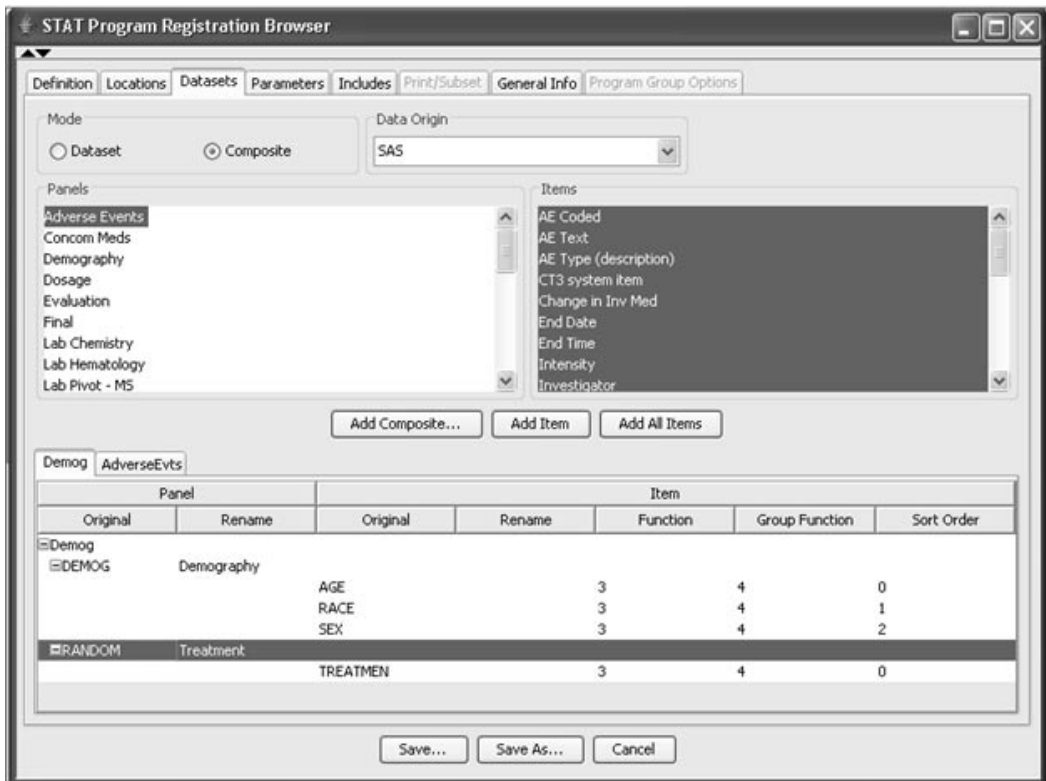 STAT Program Registration Browser
Definition Locations Datasets Parameters Includes Print/Subset General Info Program Group Options
Mode
Dataset Composite
Data Origin
SAS
Panels
Adverse Events
Concom Meds
Demography
Dosage
Evaluation
Final
Lab Chemistry
Lab Hematology
Lab Pivot - MS
Items
AE Coded
AE Text
AE Type (description)
CT3 system item
Change in Inv Med
End Date
End Time
Intensity
Investigator
Add Composite... Add Item Add All Items
Demog AdverseEvts
Panel Item
Original Rename Original Rename Function Group Function Sort Order
Demog
DEMOG Demography
AGE 3 4 0
RACE 3 4 1
SEX 3 4 2
RANDOM Treatment
TREATMEN 3 4 0
Save... Save As... Cancel